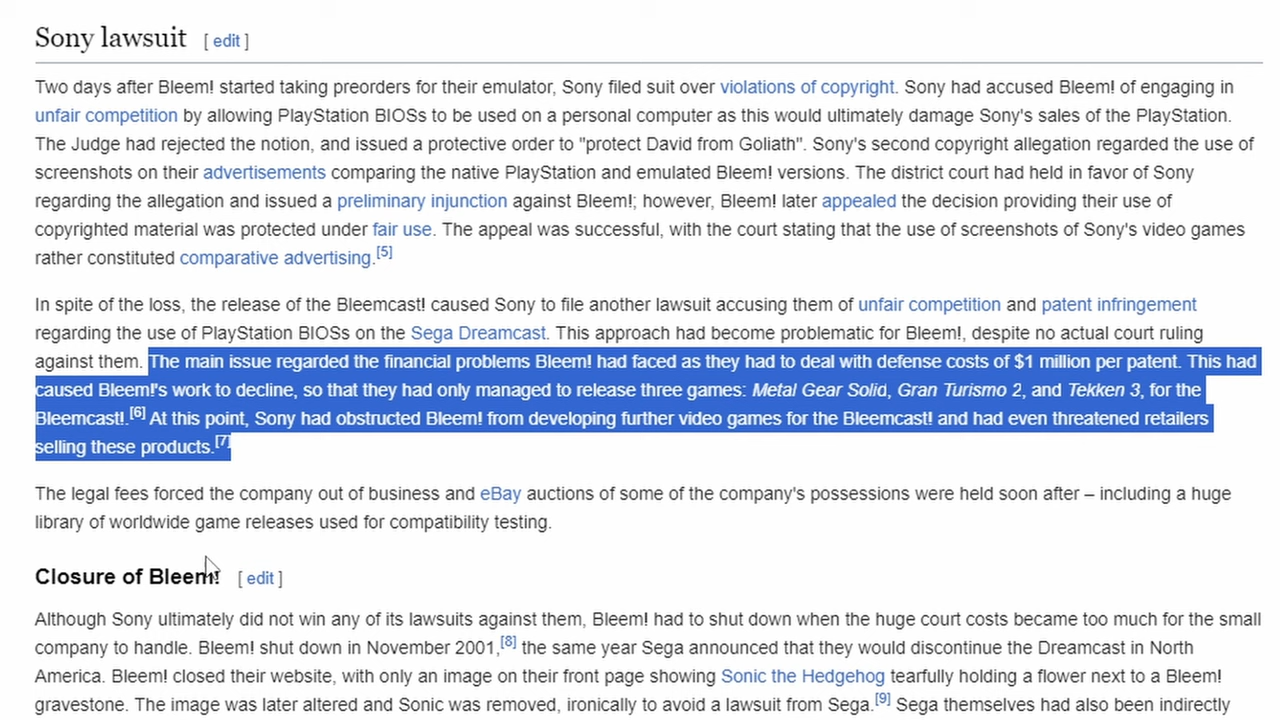 Sony lawsuit [ edit ]
Two days after Bleem! started taking preorders for their emulator, Sony filed suit over violations of copyright. Sony had accused Bleem! of engaging in
unfair competition by allowing PlayStation BIOSs to be used on a personal computer as this would ultimately damage Sony's sales of the PlayStation.
The Judge had rejected the notion, and issued a protective order to "protect David from Goliath". Sony's second copyright allegation regarded the use of
screenshots on their advertisements comparing the native PlayStation and emulated Bleem! versions. The district court had held in favor of Sony
regarding the allegation and issued a preliminary injunction against Bleem!; however, Bleem! later appealed the decision providing their use of
copyrighted material was protected under fair use. The appeal was successful, with the court stating that the use of screenshots of Sony's video games
rather constituted comparative advertising.[5]
In spite of the loss, the release of the Bleemcast! caused Sony to file another lawsuit accusing them of unfair competition and patent infringement
regarding the use of PlayStation BIOSs on the Sega Dreamcast. This approach had become problematic for Bleem!, despite no actual court ruling
against them. The main issue regarded the financial problems Bleem! had faced as they had to deal with defense costs of $1 million per patent. This had
caused Bleem!'s work to decline, so that they had only managed to release three games: Metal Gear Solid, Gran Turismo 2, and Tekken 3, for the
Bleemcast!.[6] At this point, Sony had obstructed Bleem! from developing further video games for the Bleemcast! and had even threatened retailers
selling these products.[7]
The legal fees forced the company out of business and eBay auctions of some of the company's possessions were held soon after – including a huge
library of worldwide game releases used for compatibility testing.
Closure of Bleem! [ edit ]
Although Sony ultimately did not win any of its lawsuits against them, Bleem! had to shut down when the huge court costs became too much for the small
company to handle. Bleem! shut down in November 2001,[8] the same year Sega announced that they would discontinue the Dreamcast in North
America. Bleem! closed their website, with only an image on their front page showing Sonic the Hedgehog tearfully holding a flower next to a Bleem!
gravestone. The image was later altered and Sonic was removed, ironically to avoid a lawsuit from Sega.[9] Sega themselves had also been indirectly